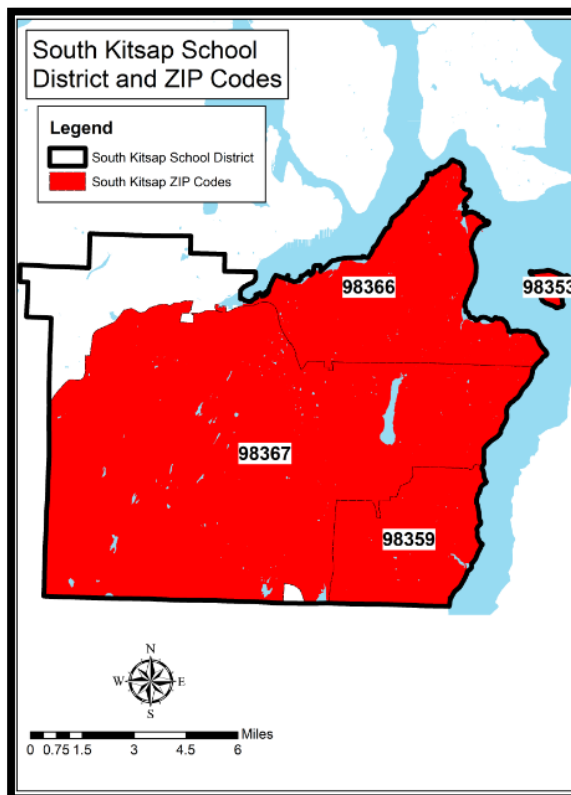 South Kitsap School
District and ZIP Codes
Legend
South Kitsap School District
South Kitsap ZIP Codes
98366
98353
98367
98359
N
W E
S
Miles
0 0.75 1.5 3 4.5 6